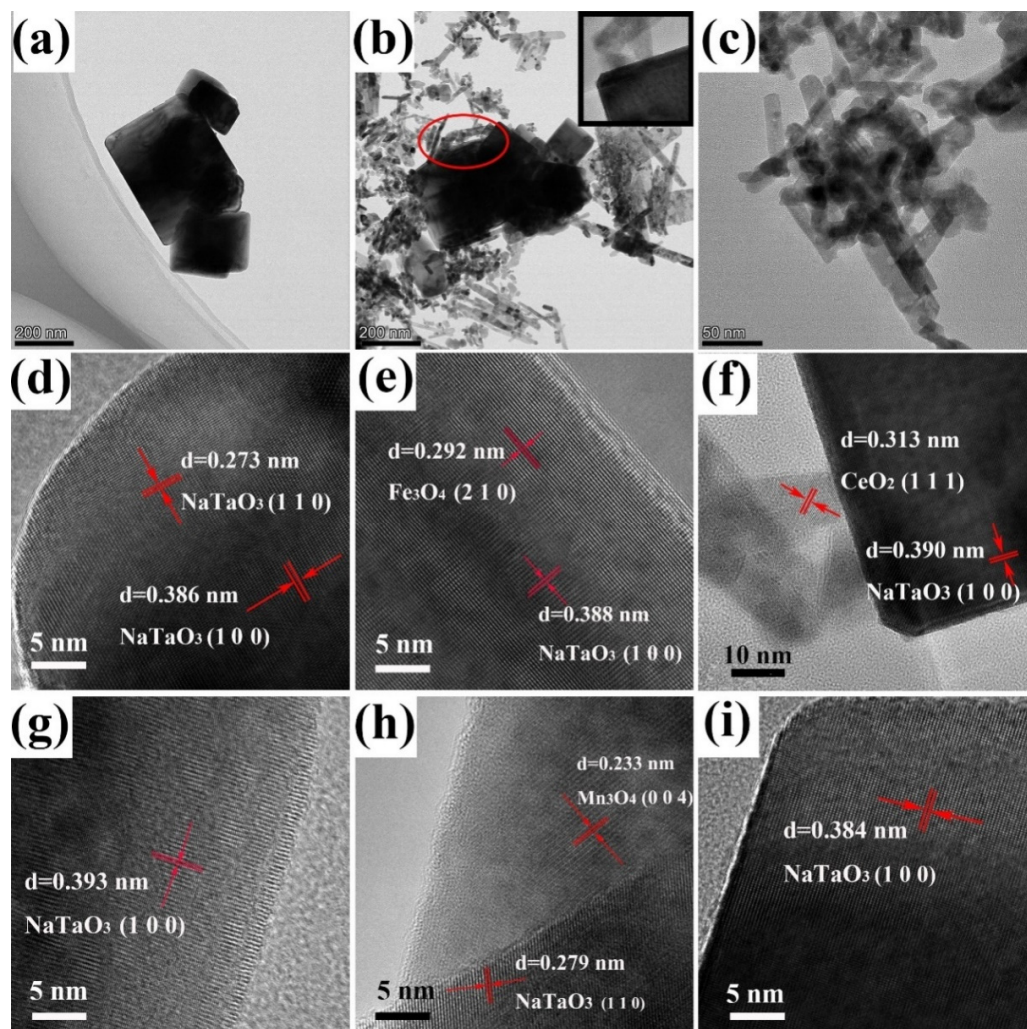 (a)
200 nm
(b)
200 nm
(c)
50 nm
(d)
d=0.273 nm
NaTaO₃ (1 1 0)
d=0.386 nm
NaTaO₃ (1 0 0)
5 nm
(e)
d=0.292 nm
Fe₃O₄ (2 1 0)
d=0.388 nm
NaTaO₃ (1 0 0)
5 nm
(f)
d=0.313 nm
CeO₂ (1 1 1)
d=0.390 nm
NaTaO₃ (1 0 0)
10 nm
(g)
d=0.393 nm
NaTaO₃ (1 0 0)
5 nm
(h)
d=0.233 nm
Mn₃O₄ (0 0 4)
d=0.279 nm
NaTaO₃ (1 1 0)
5 nm
(i)
d=0.384 nm
NaTaO₃ (1 0 0)
5 nm